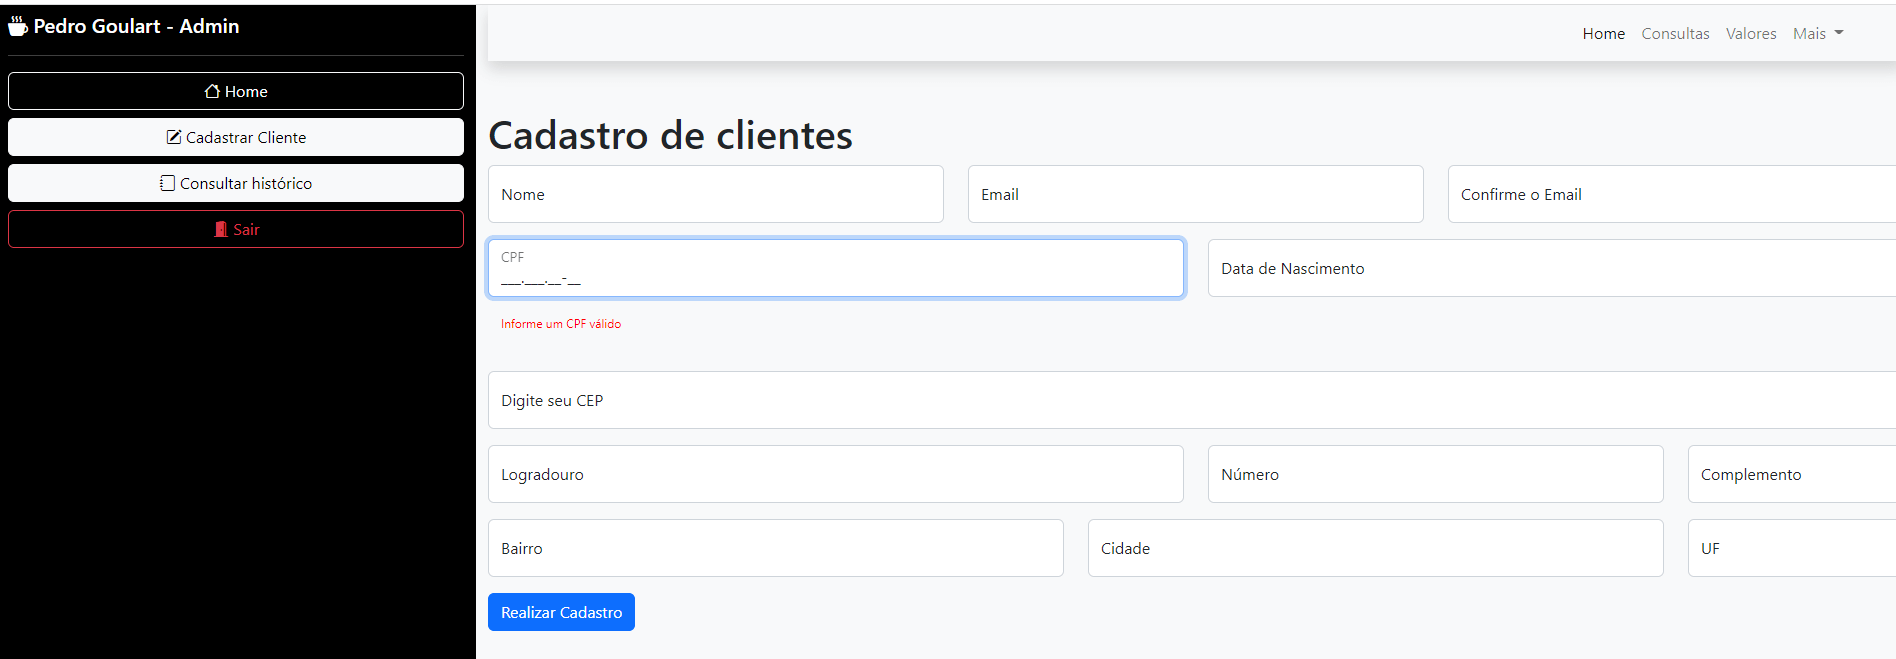 Pedro Goulart - Admin
Home
Cadastrar Cliente
Consultar histórico
Sair
Home Consultas Valores Mais
Cadastro de clientes
Nome Email Confirme o Email
CPF
___.___.__-__
Data de Nascimento
Informe um CPF válido
Digite seu CEP
Logradouro Número Complemento
Bairro Cidade UF
Realizar Cadastro